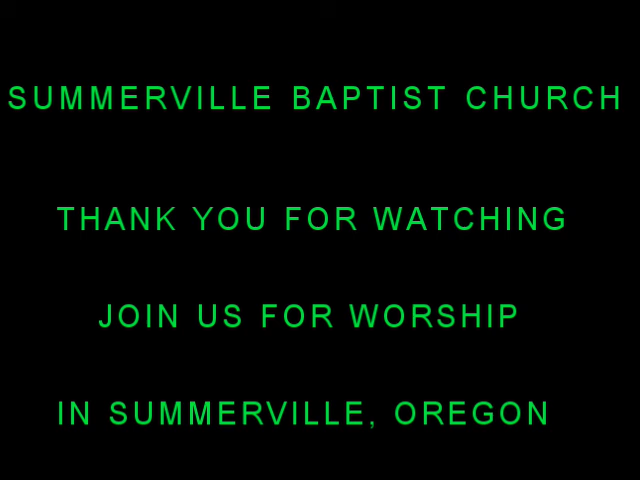 SUMMERVILLE BAPTIST CHURCH
THANK YOU FOR WATCHING
JOIN US FOR WORSHIP
IN SUMMERVILLE, OREGON